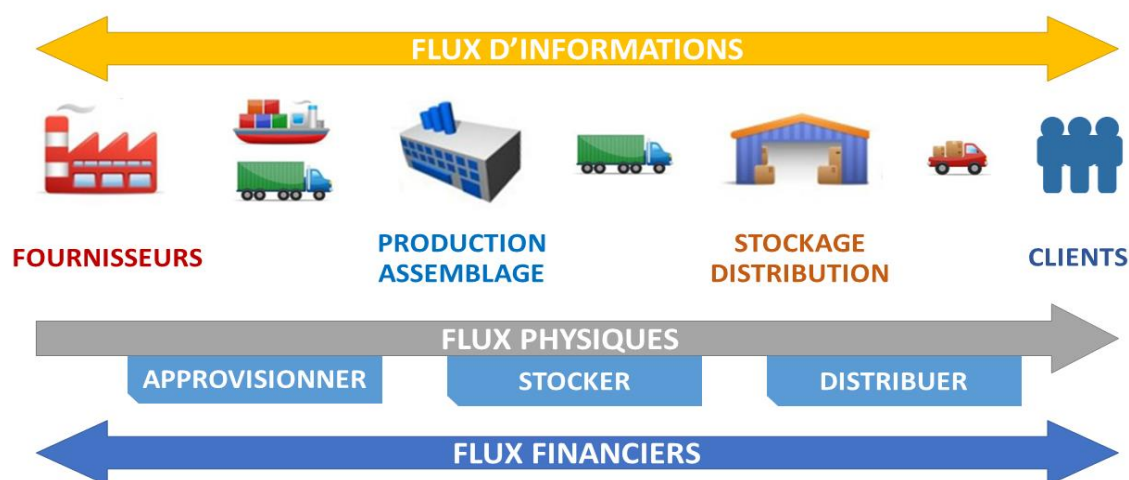 FLUX D’INFORMATIONS
FOURNISSEURS
PRODUCTION
ASSEMBLAGE
STOCKAGE
DISTRIBUTION
CLIENTS
FLUX PHYSIQUES
APPROVISIONNER
STOCKER
DISTRIBUER
FLUX FINANCIERS